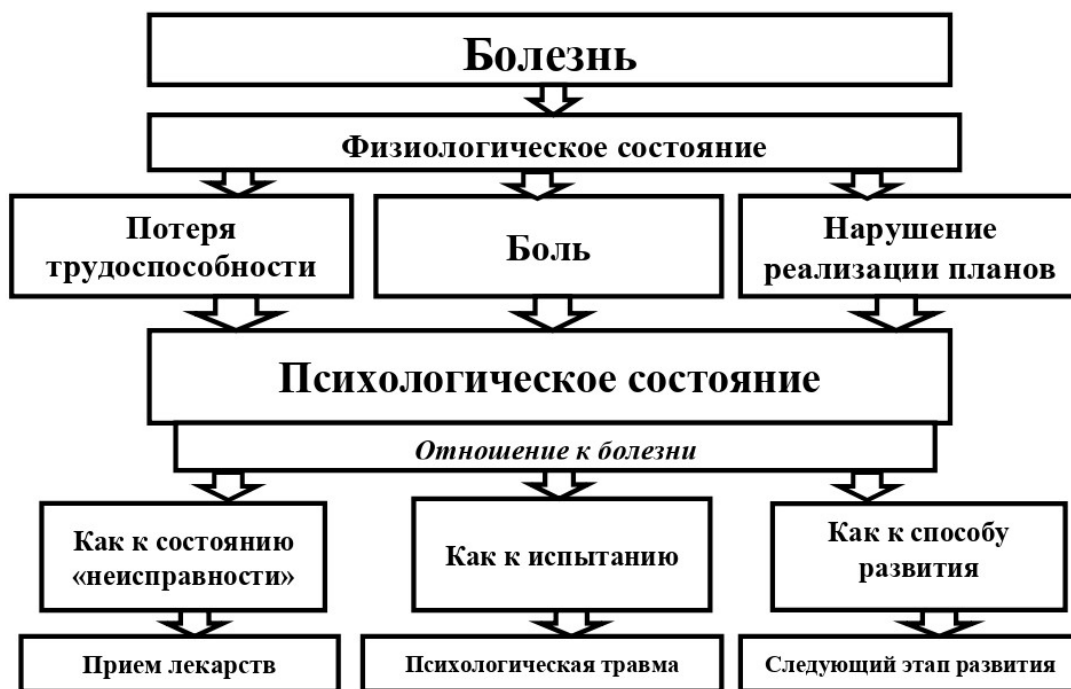 Болезнь
Физиологическое состояние
Потеря
трудоспособности
Боль
Нарушение
реализации планов
Психологическое состояние
Отношение к болезни
Как к состоянию
«неисправности»
Как к испытанию
Как к способу
развития
Прием лекарств
Психологическая травма
Следующий этап развития